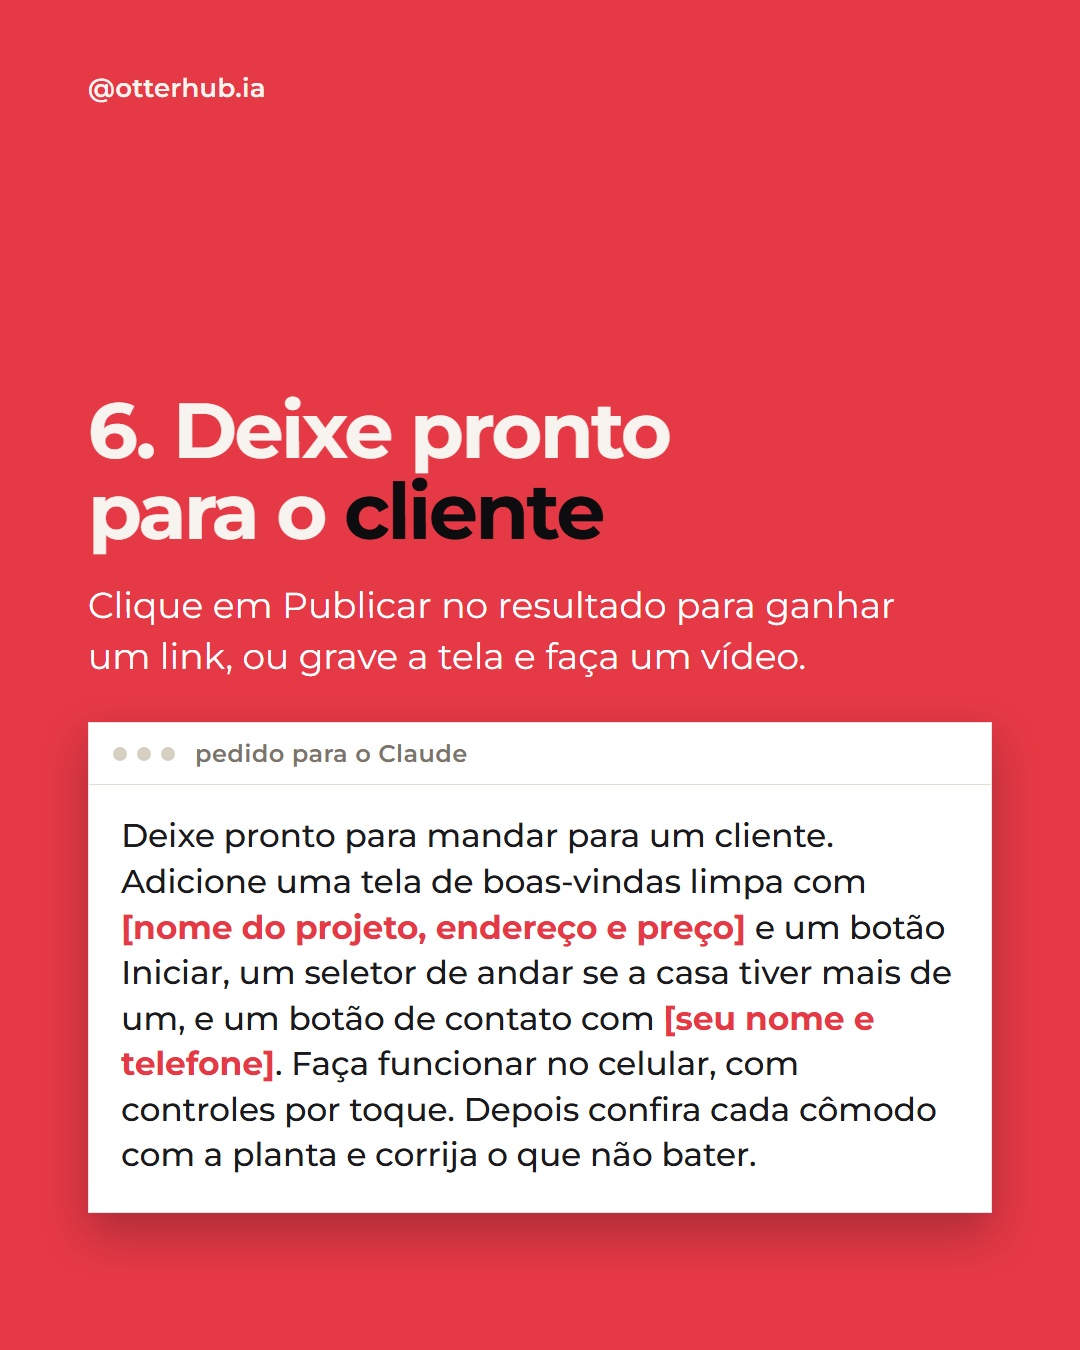 @otterhub.ia
6. Deixe pronto
para o cliente
Clique em Publicar no resultado para ganhar
um link, ou grave a tela e faça um vídeo.
pedido para o Claude
Deixe pronto para mandar para um cliente.
Adicione uma tela de boas-vindas limpa com
[nome do projeto, endereço e preço] e um botão
Iniciar, um seletor de andar se a casa tiver mais de
um, e um botão de contato com [seu nome e
telefone]. Faça funcionar no celular, com
controles por toque. Depois confira cada cômodo
com a planta e corrija o que não bater.